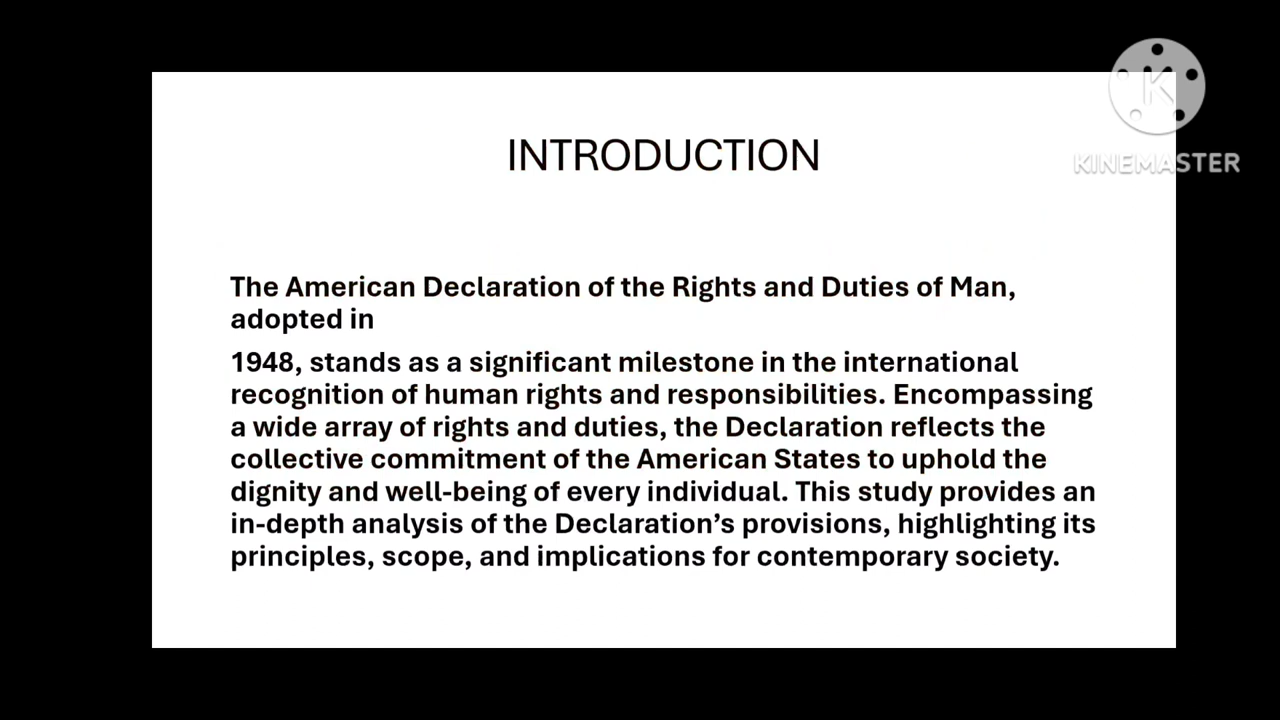 KINEMASTER
INTRODUCTION
The American Declaration of the Rights and Duties of Man,
adopted in
1948, stands as a significant milestone in the international
recognition of human rights and responsibilities. Encompassing
a wide array of rights and duties, the Declaration reflects the
collective commitment of the American States to uphold the
dignity and well-being of every individual. This study provides an
in-depth analysis of the Declaration’s provisions, highlighting its
principles, scope, and implications for contemporary society.